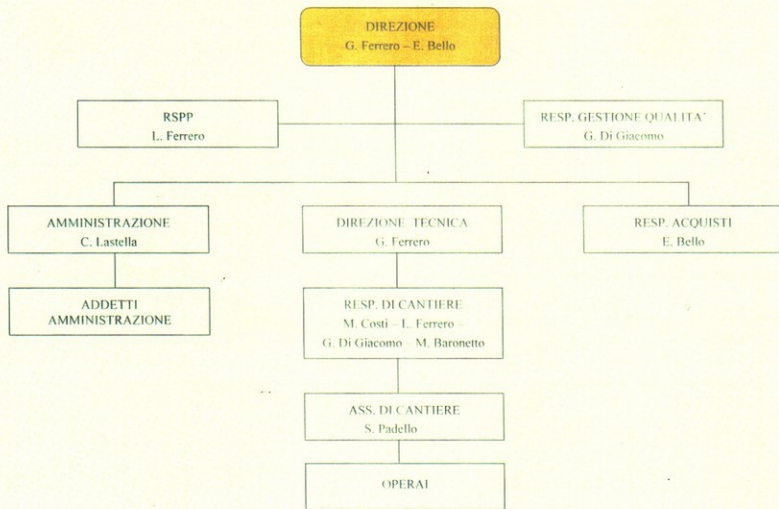 DIREZIONE
G. Ferrero – E. Bello
RSPP
L. Ferrero
RESP. GESTIONE QUALITA'
G. Di Giacomo
AMMINISTRAZIONE
C. Lastella
DIREZIONE TECNICA
G. Ferrero
RESP. ACQUISTI
E. Bello
ADDETTI
AMMINISTRAZIONE
RESP. DI CANTIERE
M. Costi – L. Ferrero –
G. Di Giacomo – M. Baronetto
ASS. DI CANTIERE
S. Padello
OPERAI